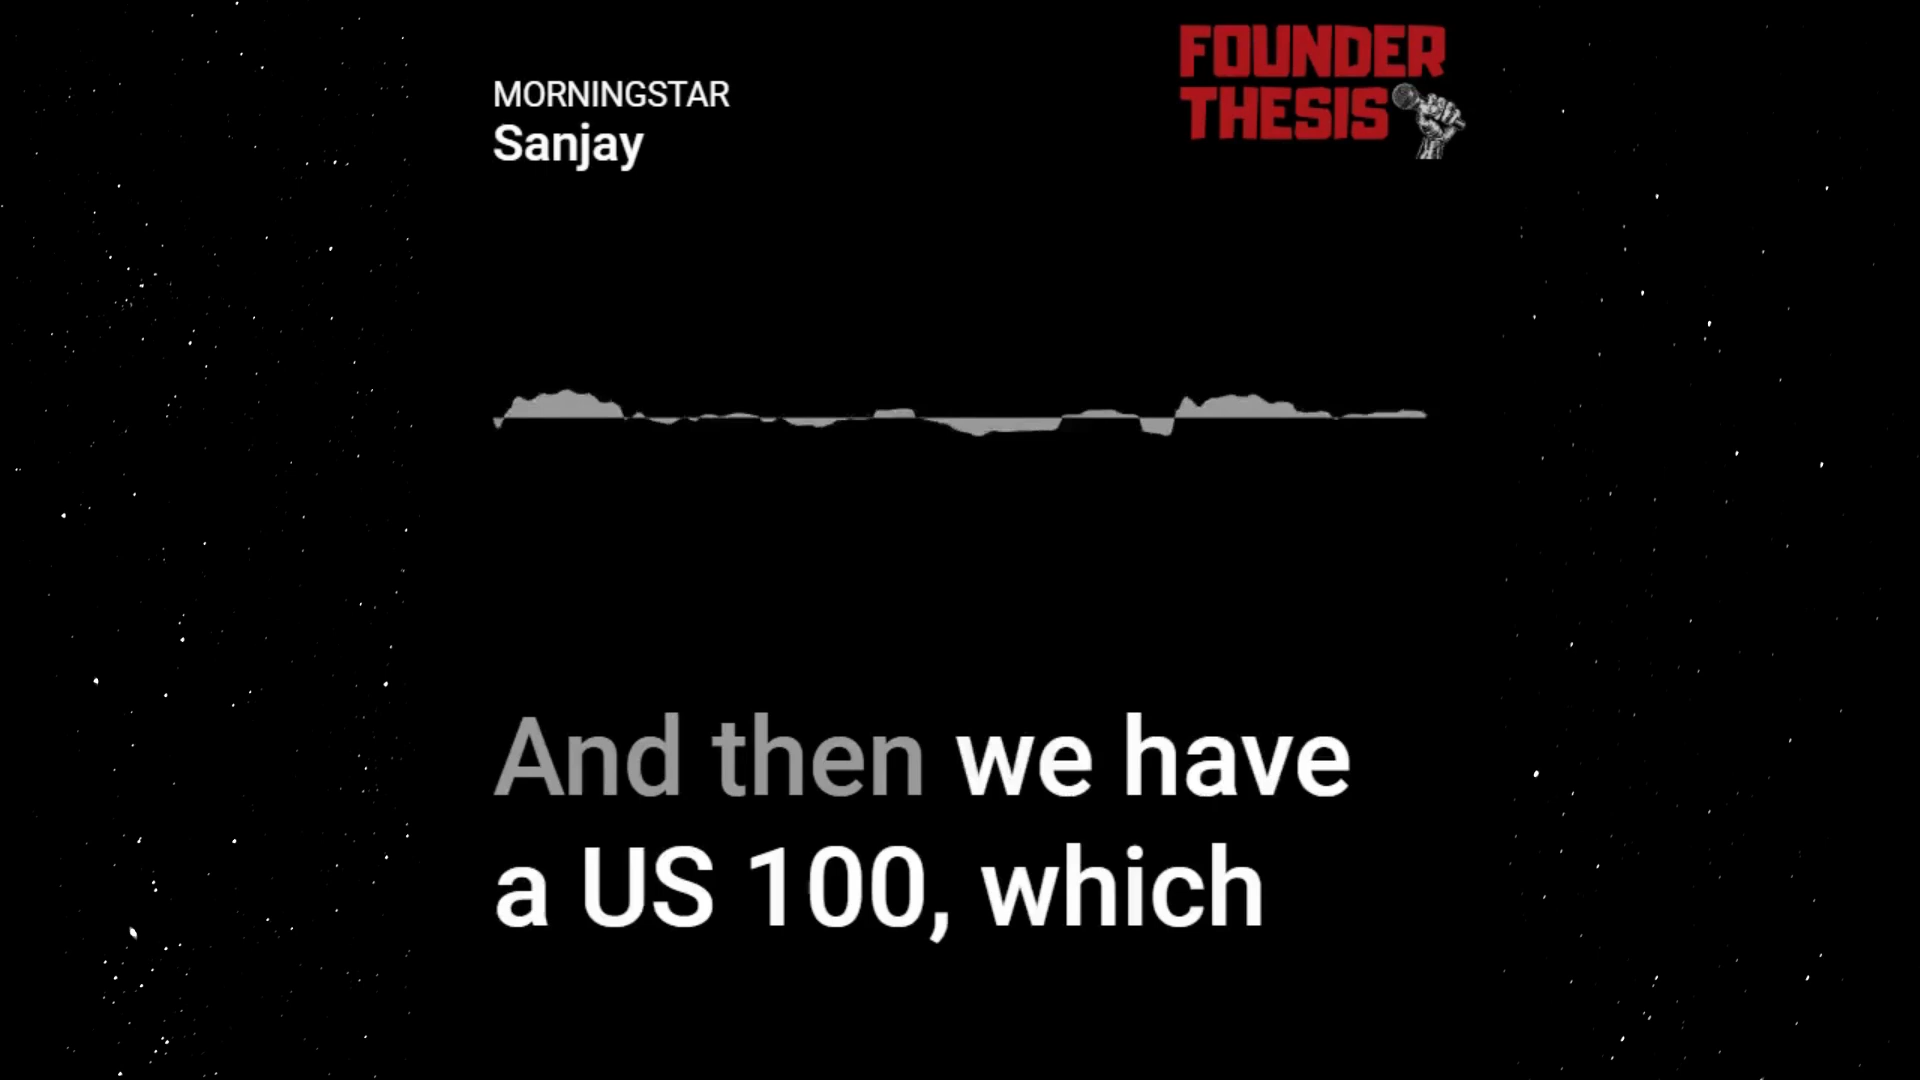 MORNINGSTAR
Sanjay
FOUNDER
THESIS
And then we have
a US 100, which